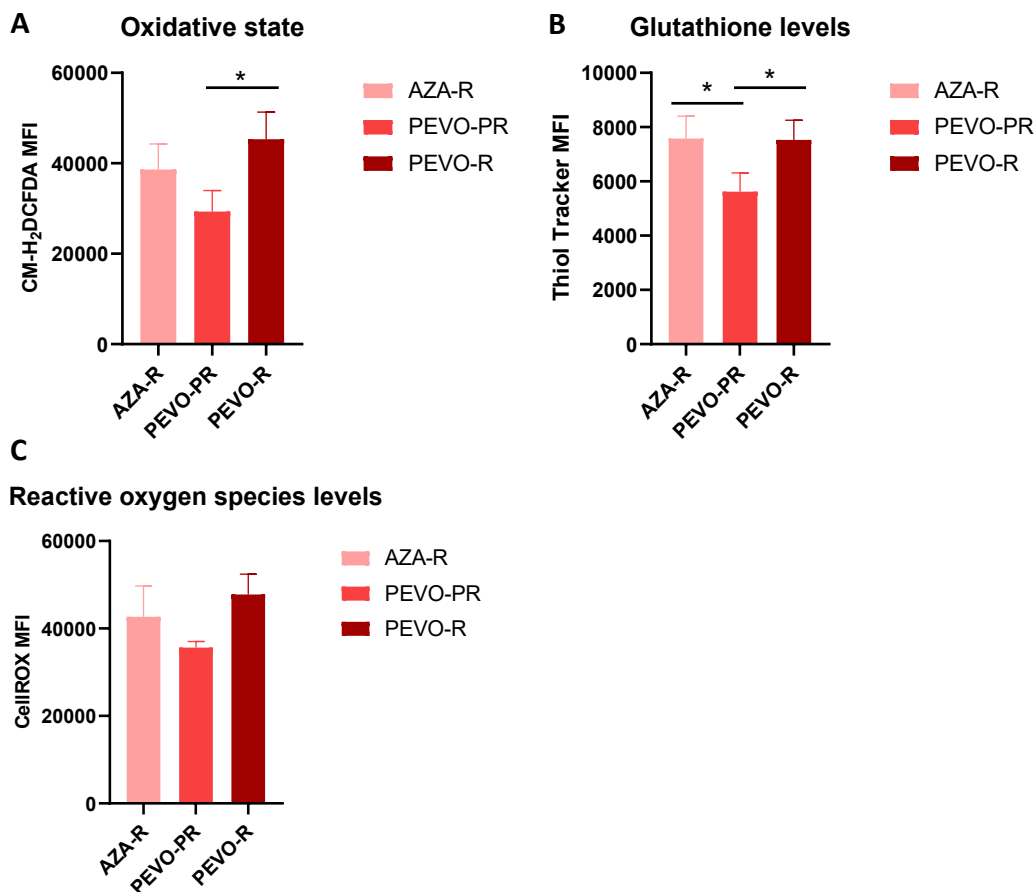 A
Oxidative state
CM-H₂DCFDA MFI
60000
40000
20000
0
*
AZA-R
PEVO-PR
PEVO-R
AZA-R
PEVO-PR
PEVO-R
B
Glutathione levels
Thiol Tracker MFI
10000
8000
6000
4000
2000
0
*
*
AZA-R
PEVO-PR
PEVO-R
AZA-R
PEVO-PR
PEVO-R
C
Reactive oxygen species levels
CellROX MFI
60000
40000
20000
0
AZA-R
PEVO-PR
PEVO-R
AZA-R
PEVO-PR
PEVO-R